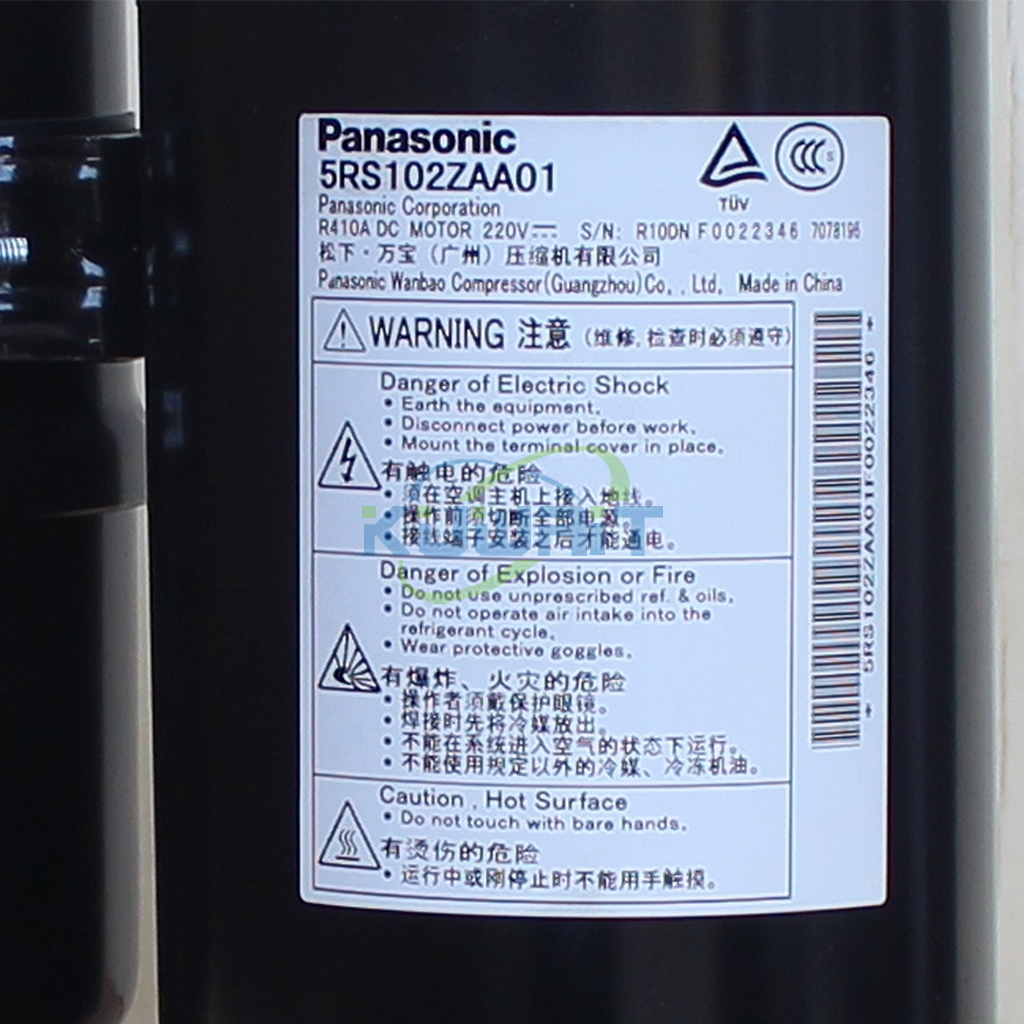 Panasonic
5RS102ZAA01
Panasonic Corporation
R410A DC MOTOR 220V S/N: R10DN F0022346 7078196
松下·万宝（广州）压缩机有限公司
Panasonic Wanbao Compressor(Guangzhou)Co.,Ltd, Made in China
TÜV
CCC S
WARNING 注意（维修,检查时必须遵守）
Danger of Electric Shock
• Earth the equipment.
• Disconnect power before work.
• Mount the terminal cover in place.
有触电的危险
• 须在空调主机上接入地线。
• 操作前须切断全部电源。
• 接线端子安装之后才能通电。
Danger of Explosion or Fire
• Do not use unprescribed ref. & oils.
• Do not operate air intake into the
refrigerant cycle.
• Wear protective goggles.
有爆炸、火灾的危险
• 操作者须戴保护眼镜。
• 焊接时先将冷媒放出。
• 不能在系统进入空气的状态下运行。
• 不能使用规定以外的冷媒、冷冻机油。
Caution , Hot Surface
• Do not touch with bare hands.
有烫伤的危险
• 运行中或刚停止时不能用手触摸。
*5RS102ZAA01F0022346*